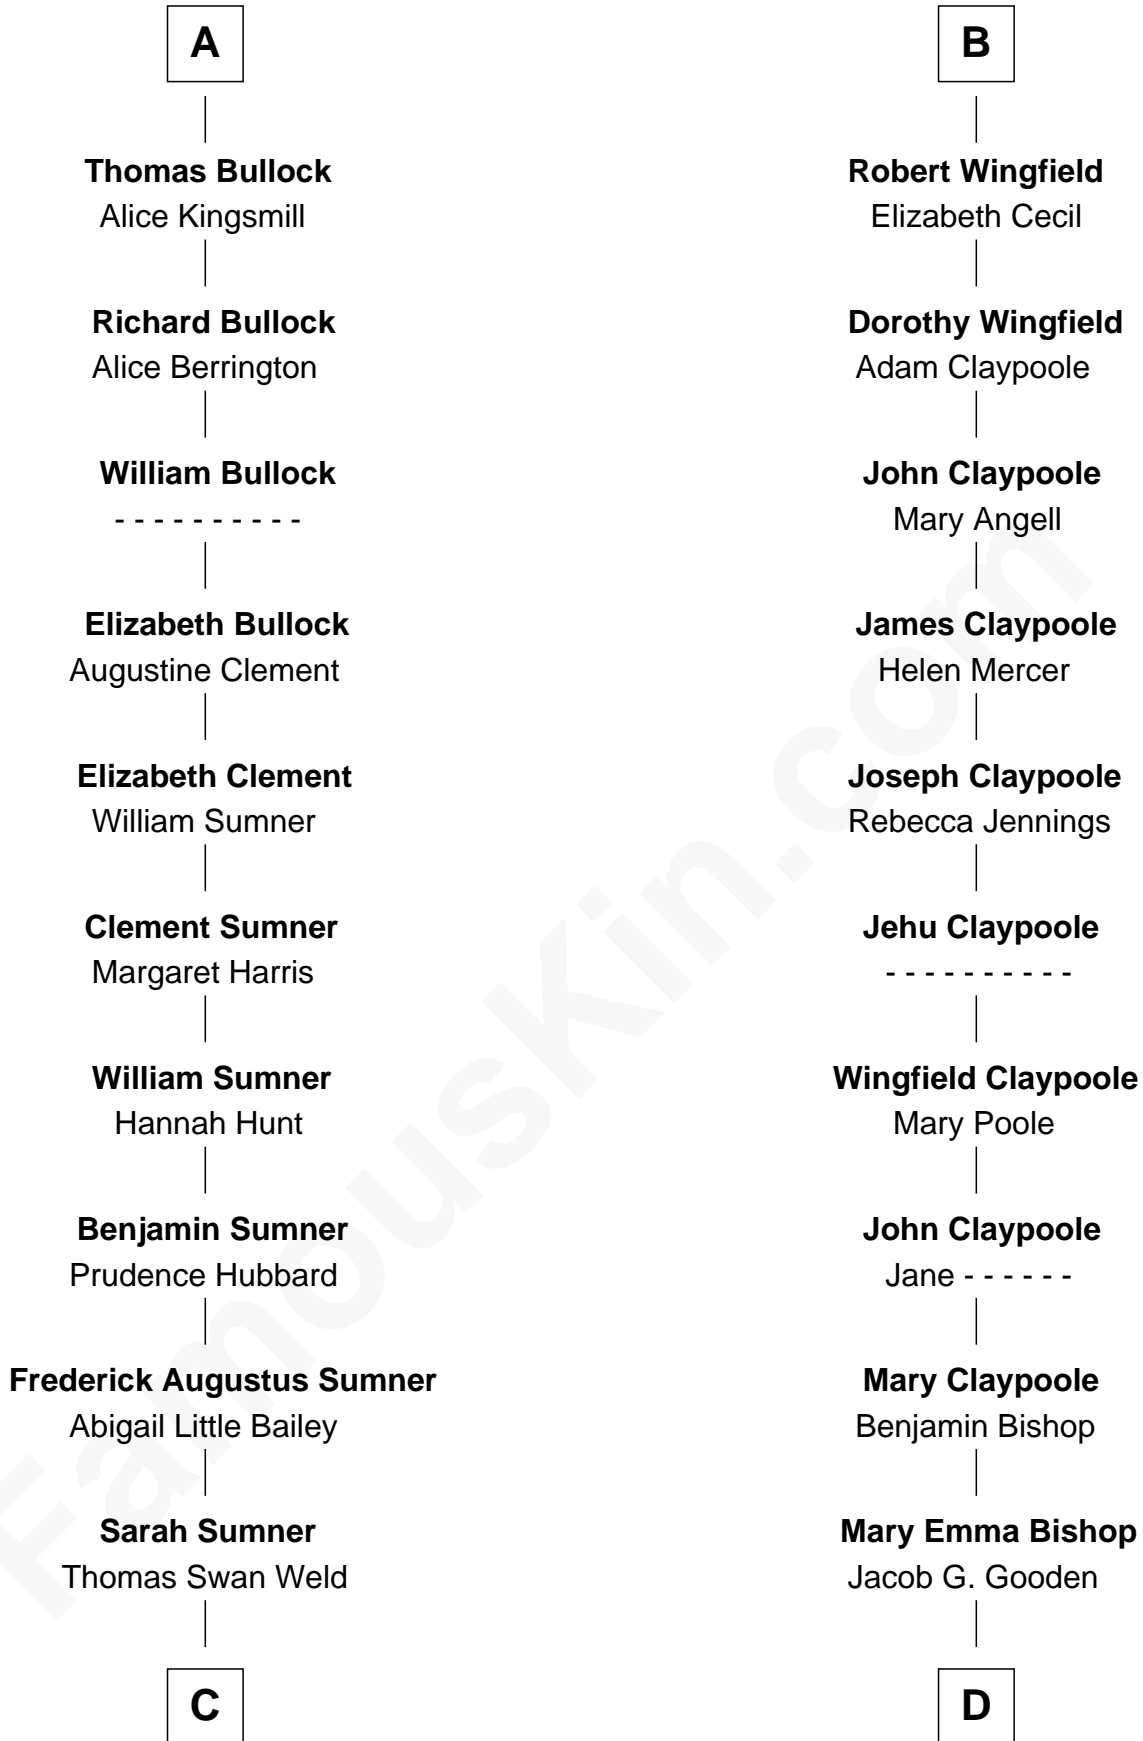 A
Thomas Bullock
Alice Kingsmill
Richard Bullock
Alice Berrington
William Bullock
- - - - - - - - - -
Elizabeth Bullock
Augustine Clement
Elizabeth Clement
William Sumner
Clement Sumner
Margaret Harris
William Sumner
Hannah Hunt
Benjamin Sumner
Prudence Hubbard
Frederick Augustus Sumner
Abigail Little Bailey
Sarah Sumner
Thomas Swan Weld
C
B
Robert Wingfield
Elizabeth Cecil
Dorothy Wingfield
Adam Claypoole
John Claypoole
Mary Angell
James Claypoole
Helen Mercer
Joseph Claypoole
Rebecca Jennings
Jehu Claypoole
- - - - - - - - - -
Wingfield Claypoole
Mary Poole
John Claypoole
Jane - - - - - -
Mary Claypoole
Benjamin Bishop
Mary Emma Bishop
Jacob G. Gooden
D
FamousKin.com